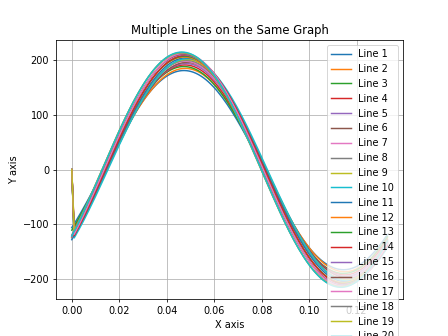 Multiple Lines on the Same Graph
Y axis
200
100
0
−100
−200
0.00
0.02
0.04
0.06
0.08
0.10
X axis
Line 1
Line 2
Line 3
Line 4
Line 5
Line 6
Line 7
Line 8
Line 9
Line 10
Line 11
Line 12
Line 13
Line 14
Line 15
Line 16
Line 17
Line 18
Line 19
Line 20